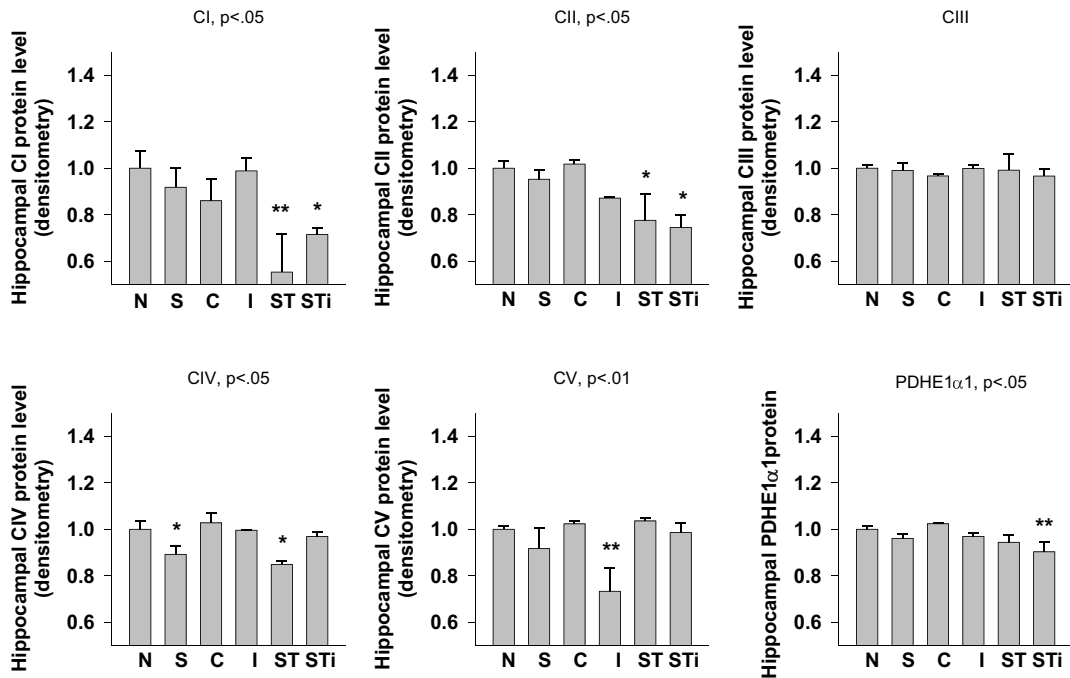 CI, p<.05
Hippocampal CI protein level
(densitometry)
1.4
1.2
1.0
0.8
0.6
**
*
N S C I ST STi
CII, p<.05
Hippocampal CII protein level
(densitometry)
1.4
1.2
1.0
0.8
0.6
*
*
N S C I ST STi
CIII
Hippocampal CIII protein level
(densitometry)
1.4
1.2
1.0
0.8
0.6
N S C I ST STi
CIV, p<.05
Hippocampal CIV protein level
(densitometry)
1.4
1.2
1.0
0.8
0.6
*
*
N S C I ST STi
CV, p<.01
Hippocampal CV protein level
(densitometry)
1.4
1.2
1.0
0.8
0.6
**
N S C I ST STi
PDHE1α1, p<.05
Hippocampal PDHE1α1protein
1.4
1.2
1.0
0.8
0.6
**
N S C I ST STi